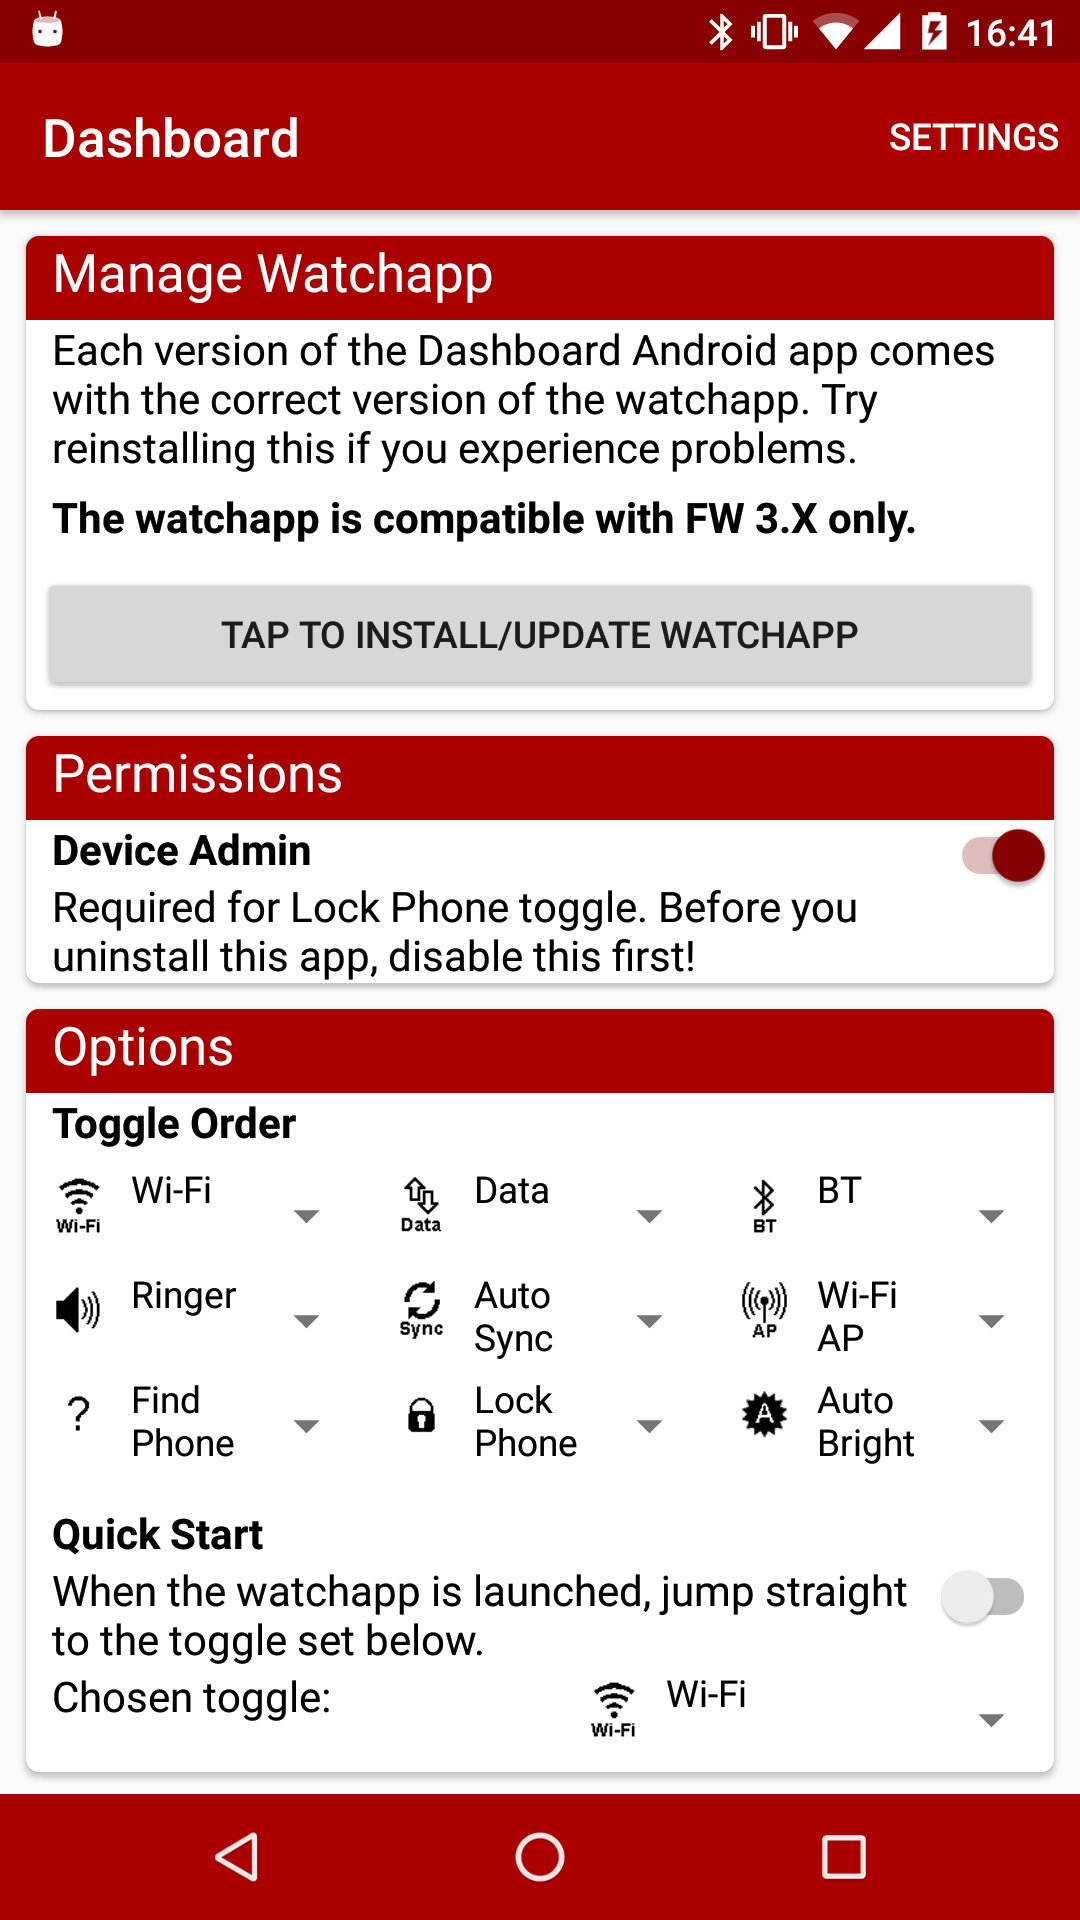 16:41
Dashboard
SETTINGS
Manage Watchapp
Each version of the Dashboard Android app comes
with the correct version of the watchapp. Try
reinstalling this if you experience problems.
The watchapp is compatible with FW 3.X only.
TAP TO INSTALL/UPDATE WATCHAPP
Permissions
Device Admin
Required for Lock Phone toggle. Before you
uninstall this app, disable this first!
Options
Toggle Order
Wi-Fi
Wi-Fi
Data
Data
BT
BT
Ringer
Sync
Auto
Sync
AP
Wi-Fi
AP
?
Find
Phone
Lock
Phone
A
Auto
Bright
Quick Start
When the watchapp is launched, jump straight
to the toggle set below.
Chosen toggle:
Wi-Fi
Wi-Fi